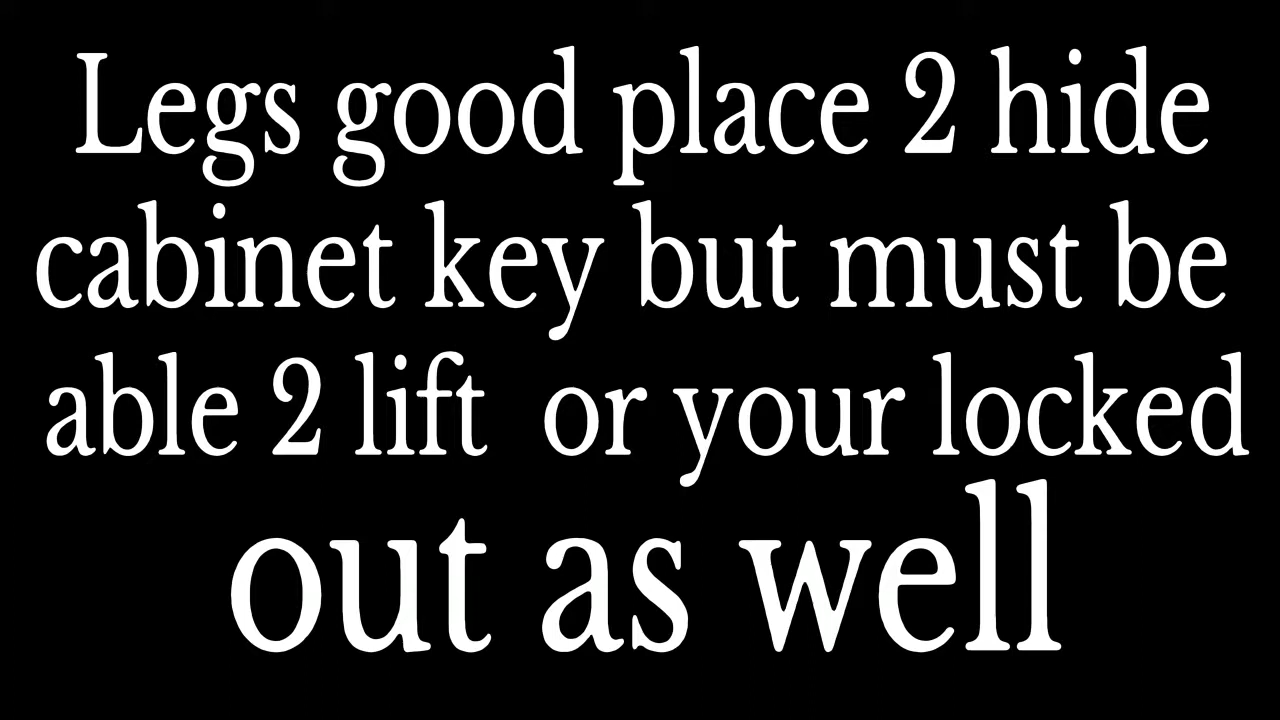 Legs good place 2 hide
cabinet key but must be
able 2 lift or your locked
out as well